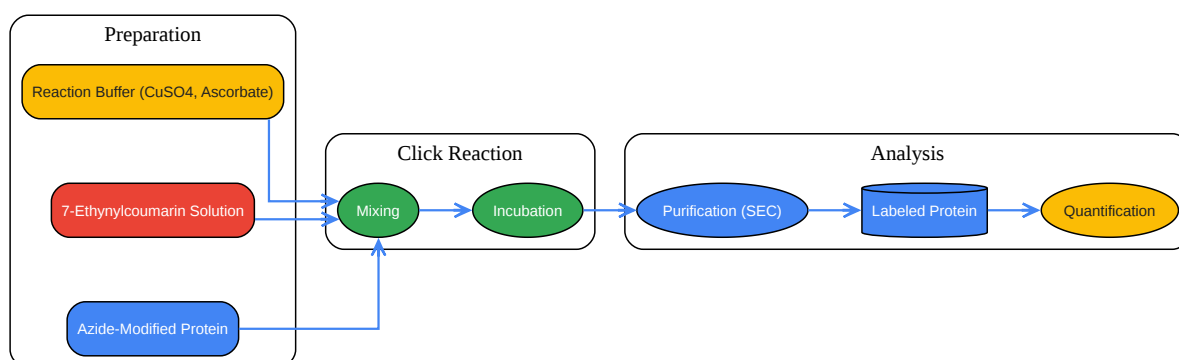 Preparation
Reaction Buffer (CuSO4, Ascorbate)
7-Ethynylcoumarin Solution
Azide-Modified Protein
Click Reaction
Mixing
Incubation
Analysis
Purification (SEC)
Labeled Protein
Quantification